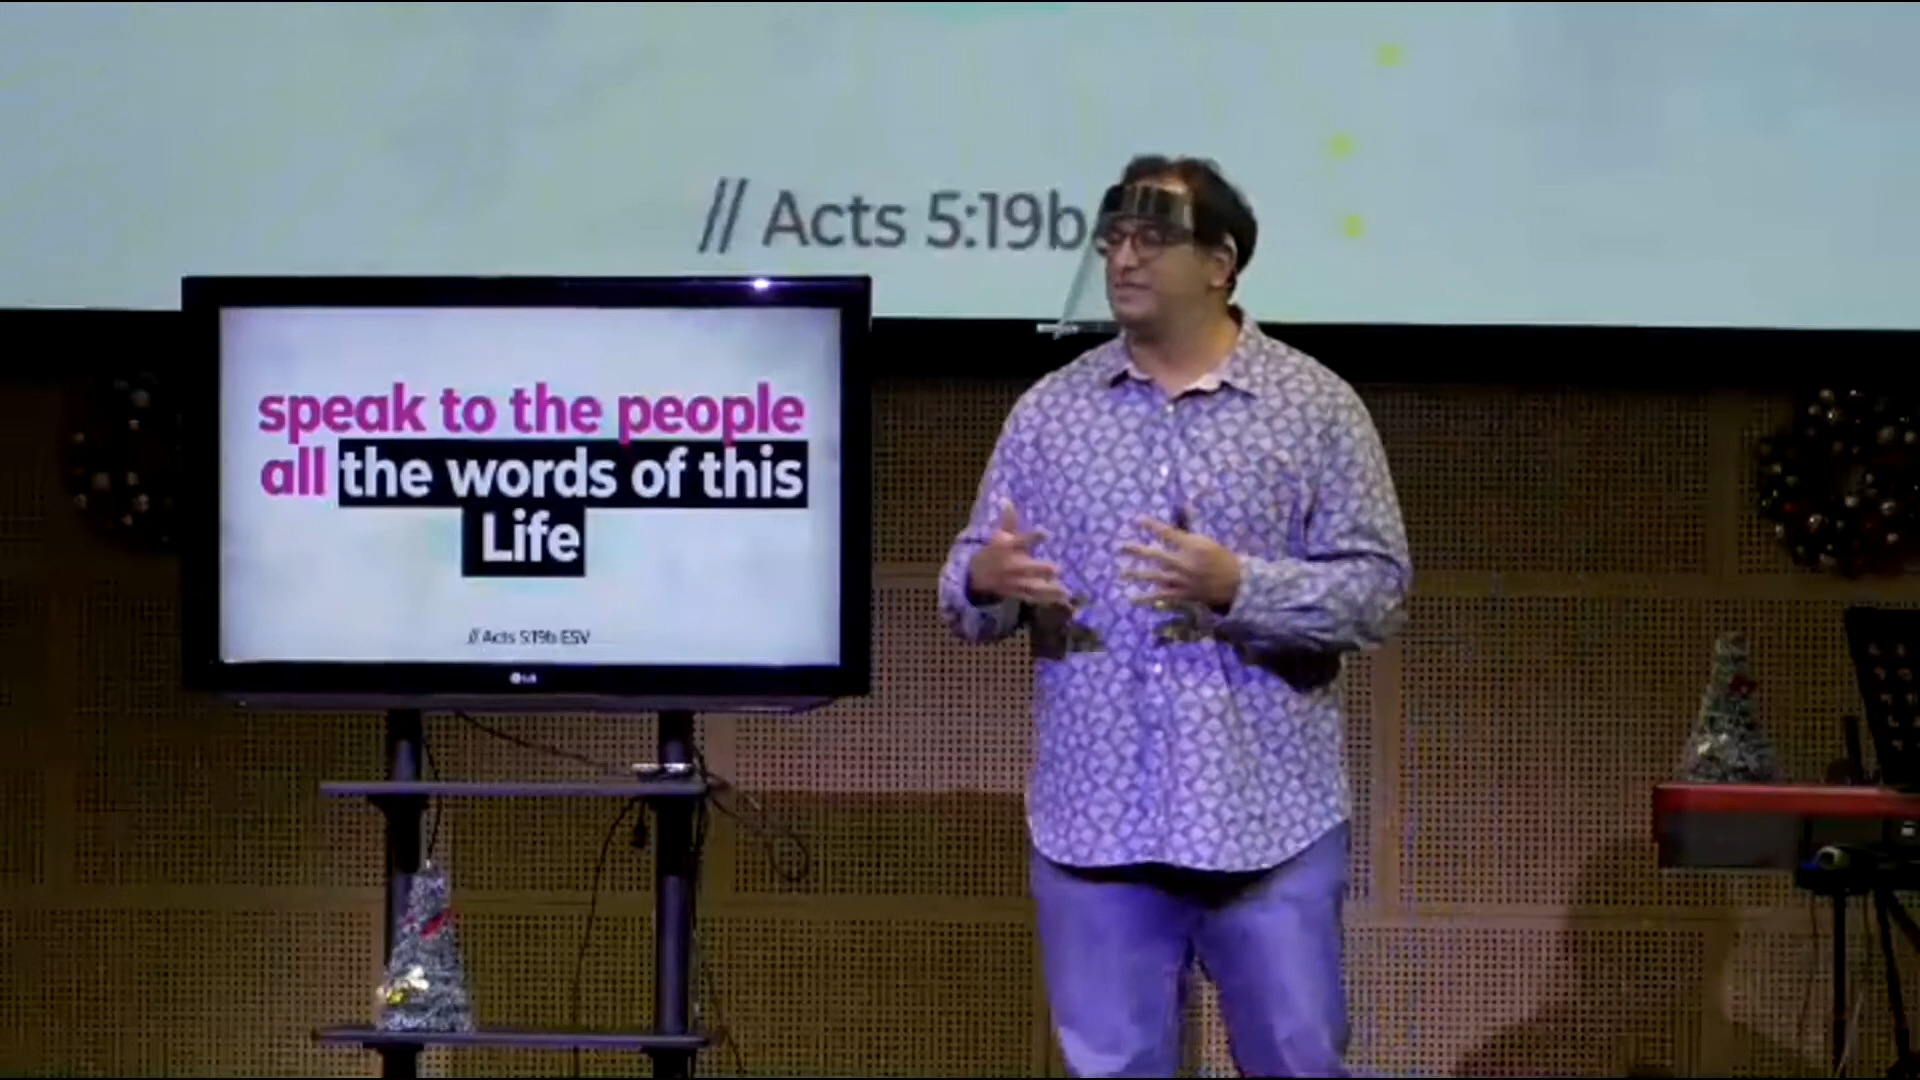 // Acts 5:19b
speak to the people
all the words of this
Life
// Acts 5:19b ESV
LG